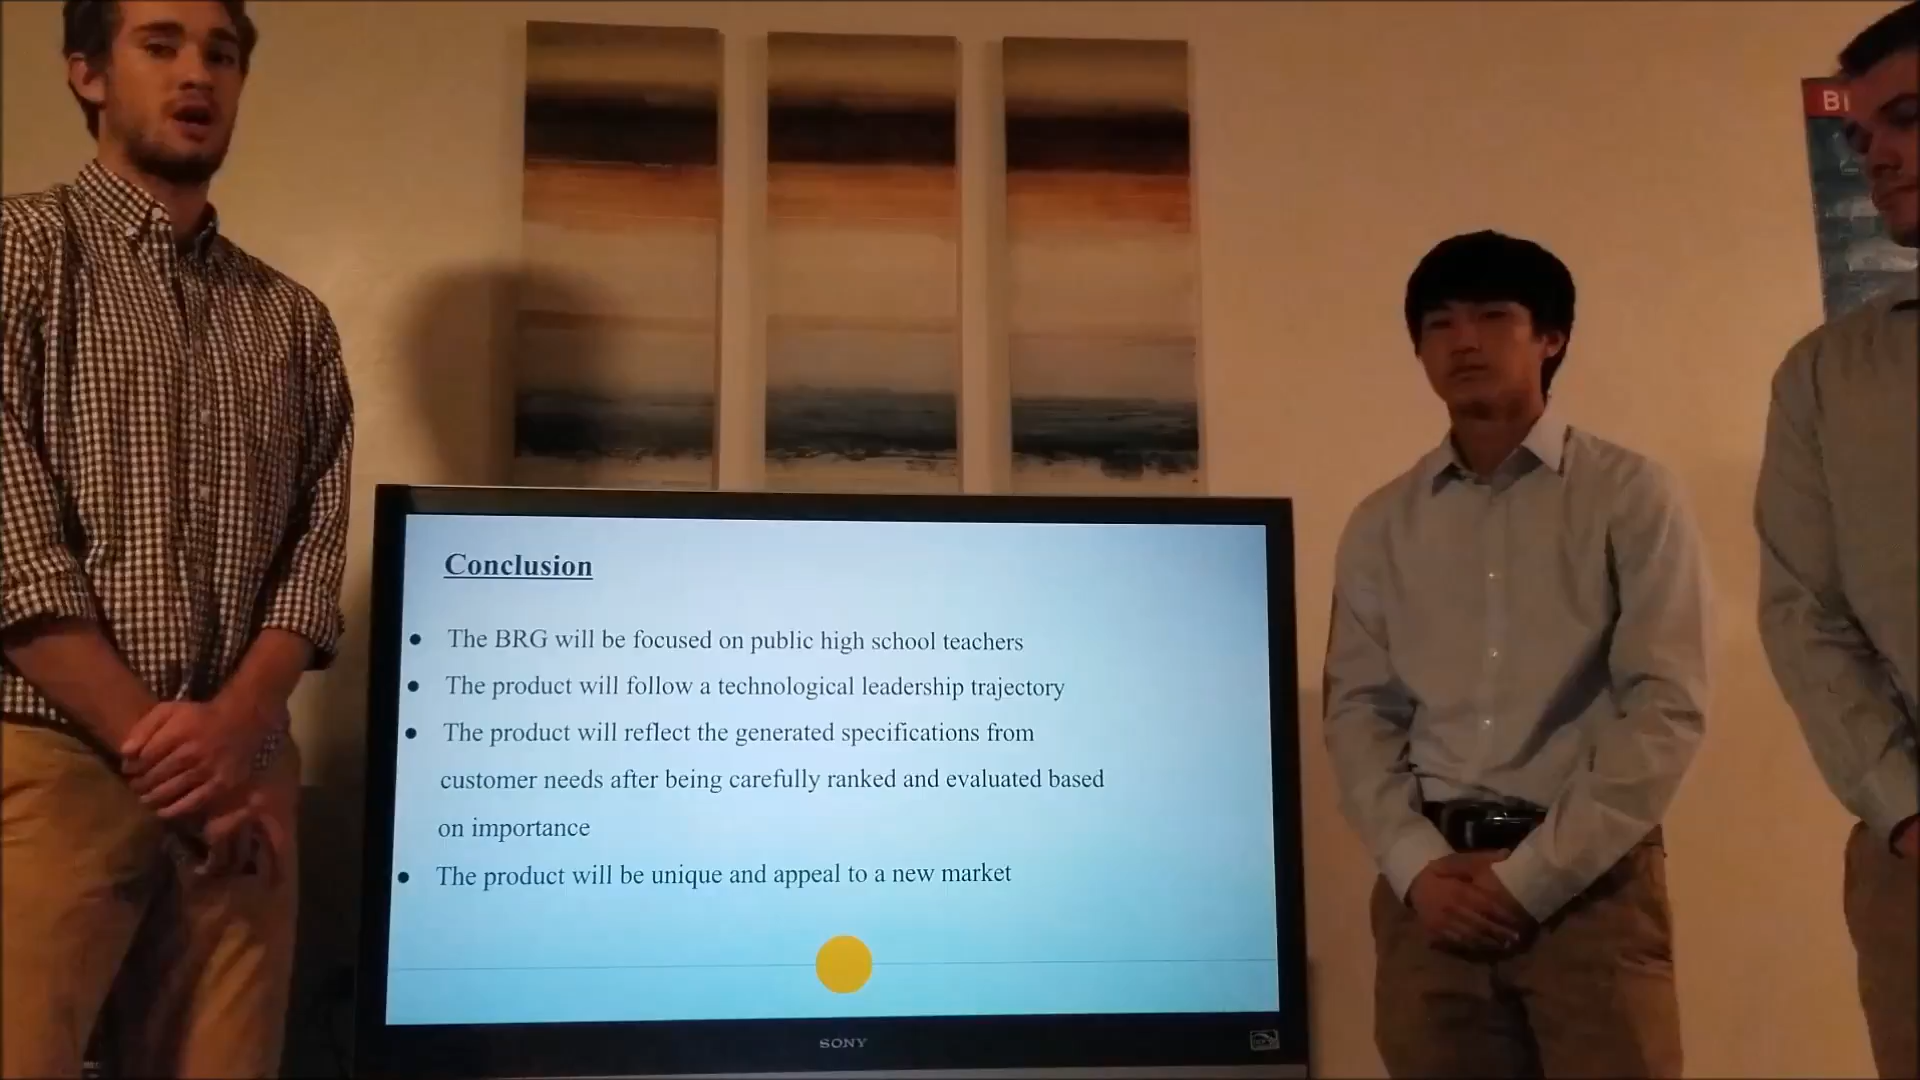 BI
Conclusion
● The BRG will be focused on public high school teachers
● The product will follow a technological leadership trajectory
● The product will reflect the generated specifications from
customer needs after being carefully ranked and evaluated based
on importance
● The product will be unique and appeal to a new market
SONY